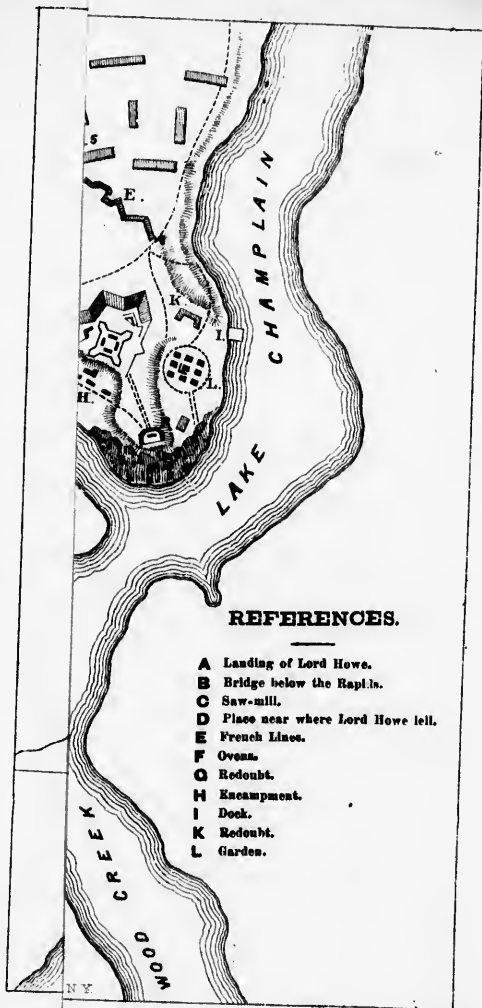 .s
E.
CHAMPLAIN
K.
I.
L.
H.
LAKE
REFERENCES.
A Landing of Lord Howe.
B Bridge below the Rapids.
C Saw-mill.
D Place near where Lord Howe fell.
E French Lines.
F Ovens.
G Redoubt.
H Encampment.
I Dock.
K Redoubt.
L Garden.
WOOD CREEK
N.Y.